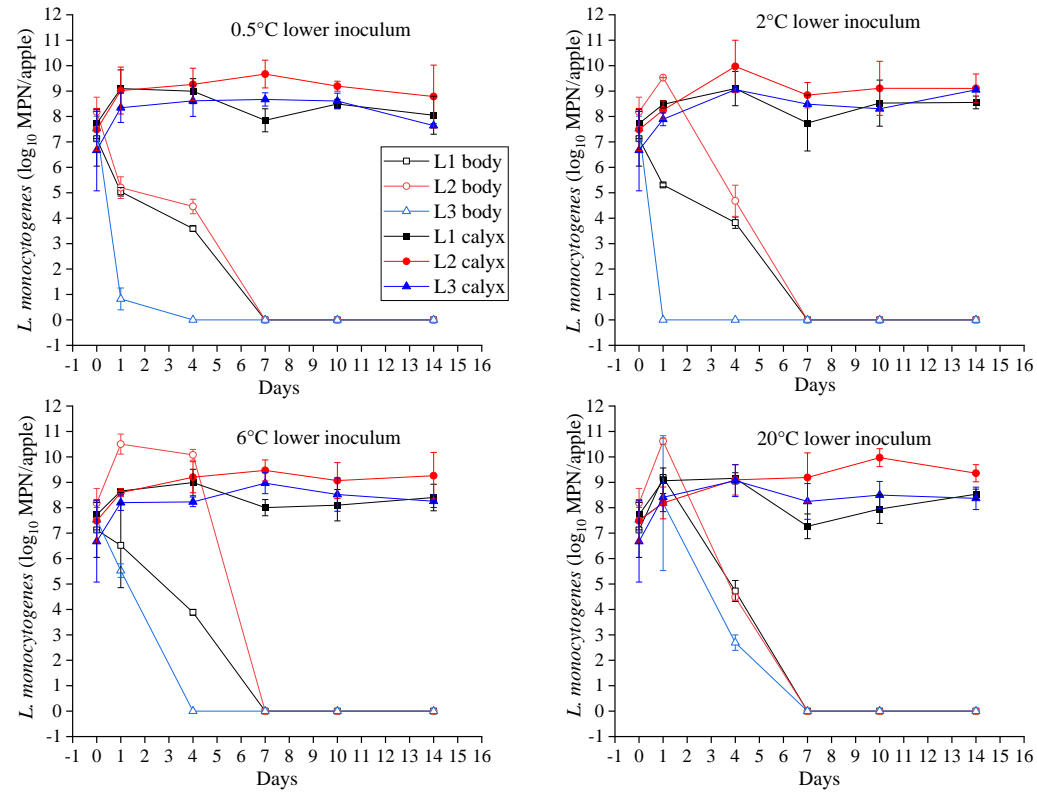 0.5°C lower inoculum
L. monocytogenes (log10 MPN/apple)
12
11
10
9
8
7
6
5
4
3
2
1
0
-1
-1 0 1 2 3 4 5 6 7 8 9 10 11 12 13 14 15 16
Days
L1 body
L2 body
L3 body
L1 calyx
L2 calyx
L3 calyx
2°C lower inoculum
L. monocytogenes (log10 MPN/apple)
12
11
10
9
8
7
6
5
4
3
2
1
0
-1
-1 0 1 2 3 4 5 6 7 8 9 10 11 12 13 14 15 16
Days
6°C lower inoculum
L. monocytogenes (log10 MPN/apple)
12
11
10
9
8
7
6
5
4
3
2
1
0
-1
-1 0 1 2 3 4 5 6 7 8 9 10 11 12 13 14 15 16
Days
20°C lower inoculum
L. monocytogenes (log10 MPN/apple)
12
11
10
9
8
7
6
5
4
3
2
1
0
-1
-1 0 1 2 3 4 5 6 7 8 9 10 11 12 13 14 15 16
Days